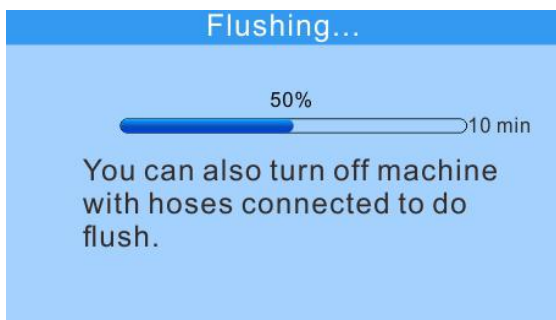 Flushing...
50%
10 min
You can also turn off machine
with hoses connected to do
flush.